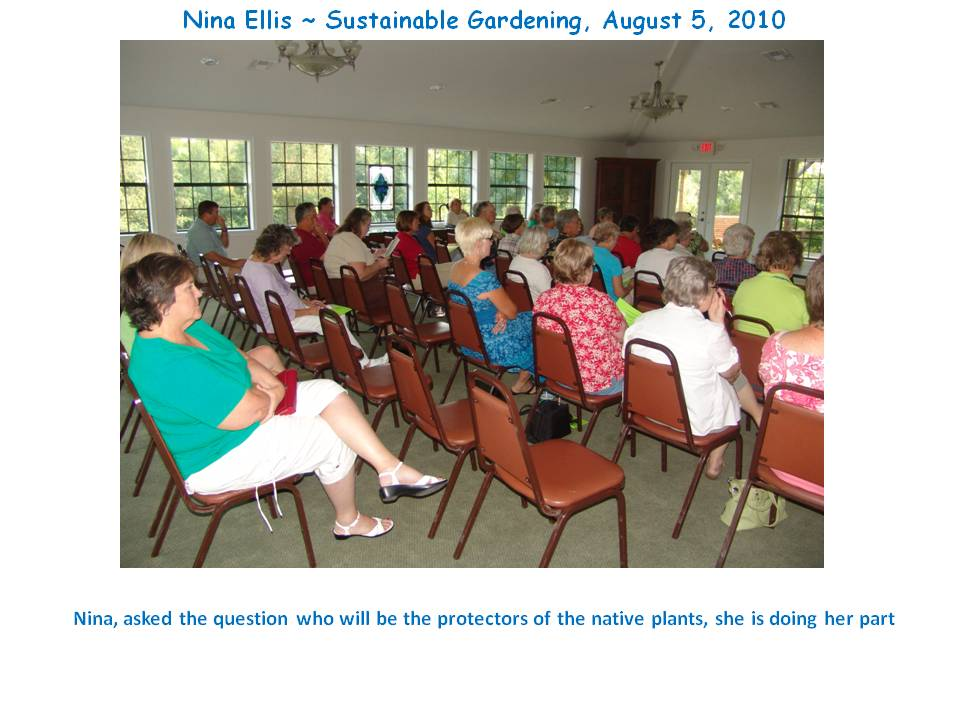 Nina Ellis ~ Sustainable Gardening, August 5, 2010
EXIT
Nina, asked the question who will be the protectors of the native plants, she is doing her part